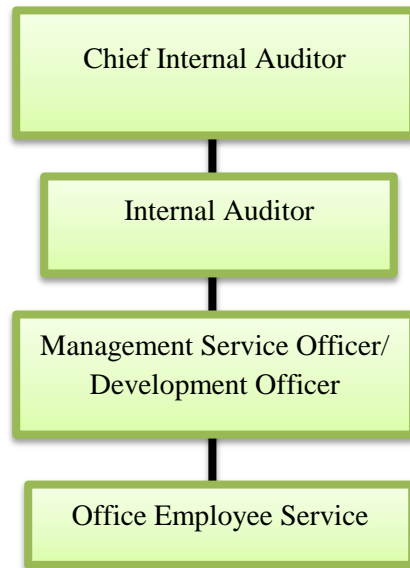 Chief Internal Auditor
Internal Auditor
Management Service Officer/
Development Officer
Office Employee Service